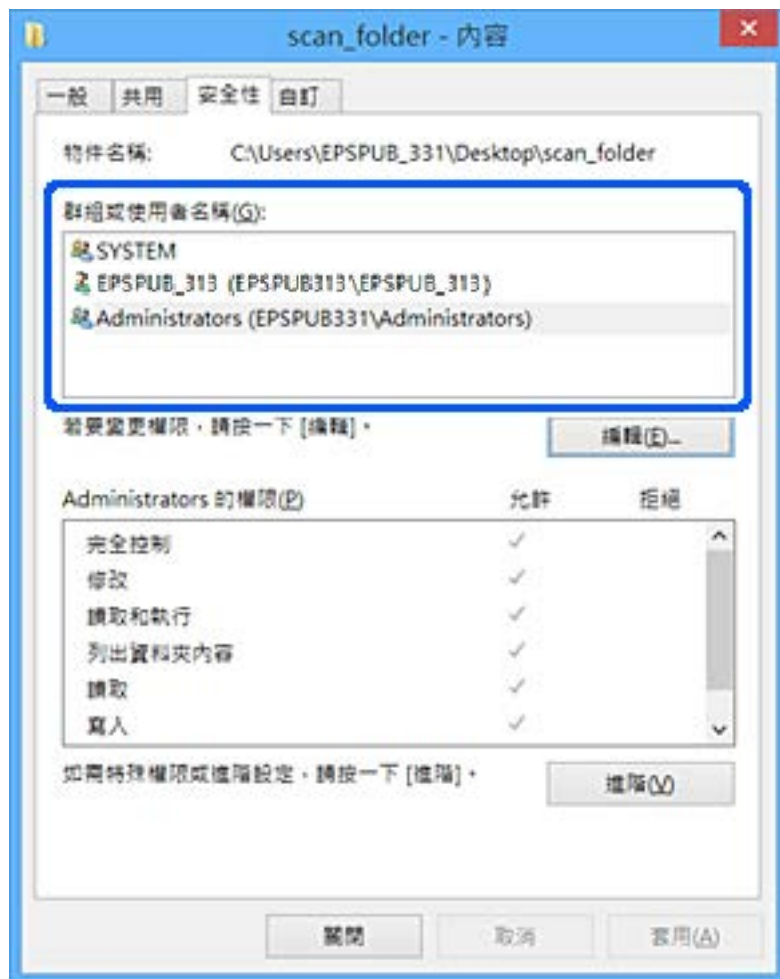 scan_folder - 內容
一般 共用 安全性 自訂
物件名稱: C:\Users\EPSPUB_331\Desktop\scan_folder
群組或使用者名稱(G):
SYSTEM
EPSPUB_313 (EPSPUB313\EPSPUB_313)
Administrators (EPSPUB331\Administrators)
若要變更權限，請按一下 [編輯]。 編輯(E)...
Administrators 的權限(P) 允許 拒絕
完全控制
修改
讀取和執行
列出資料夾內容
讀取
寫入
如需特殊權限或進階設定，請按一下 [進階]。 進階(V)
關閉 取消 套用(A)